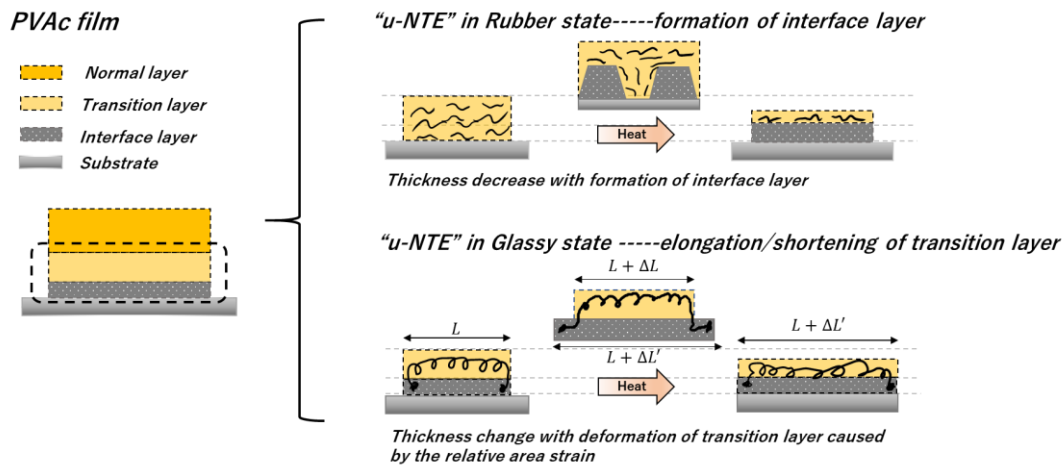 PVAc film
Normal layer
Transition layer
Interface layer
Substrate
“u-NTE” in Rubber state-----formation of interface layer
Heat
Thickness decrease with formation of interface layer
“u-NTE” in Glassy state -----elongation/shortening of transition layer
L + ΔL
L
L + ΔL′
L + ΔL′
Heat
Thickness change with deformation of transition layer caused
by the relative area strain